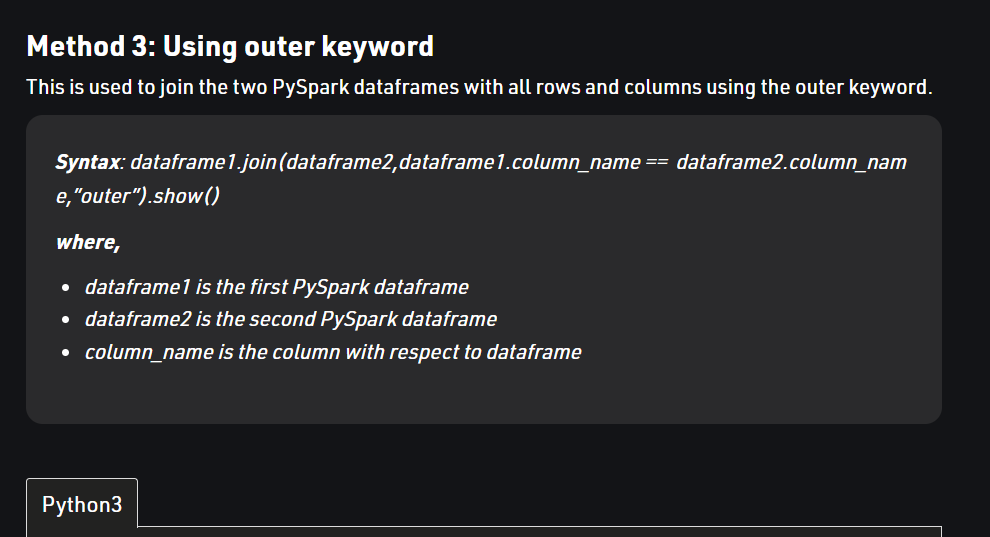 Method 3: Using outer keyword
This is used to join the two PySpark dataframes with all rows and columns using the outer keyword.
Syntax: dataframe1.join(dataframe2,dataframe1.column_name == dataframe2.column_nam
e,”outer”).show()
where,
• dataframe1 is the first PySpark dataframe
• dataframe2 is the second PySpark dataframe
• column_name is the column with respect to dataframe
Python3